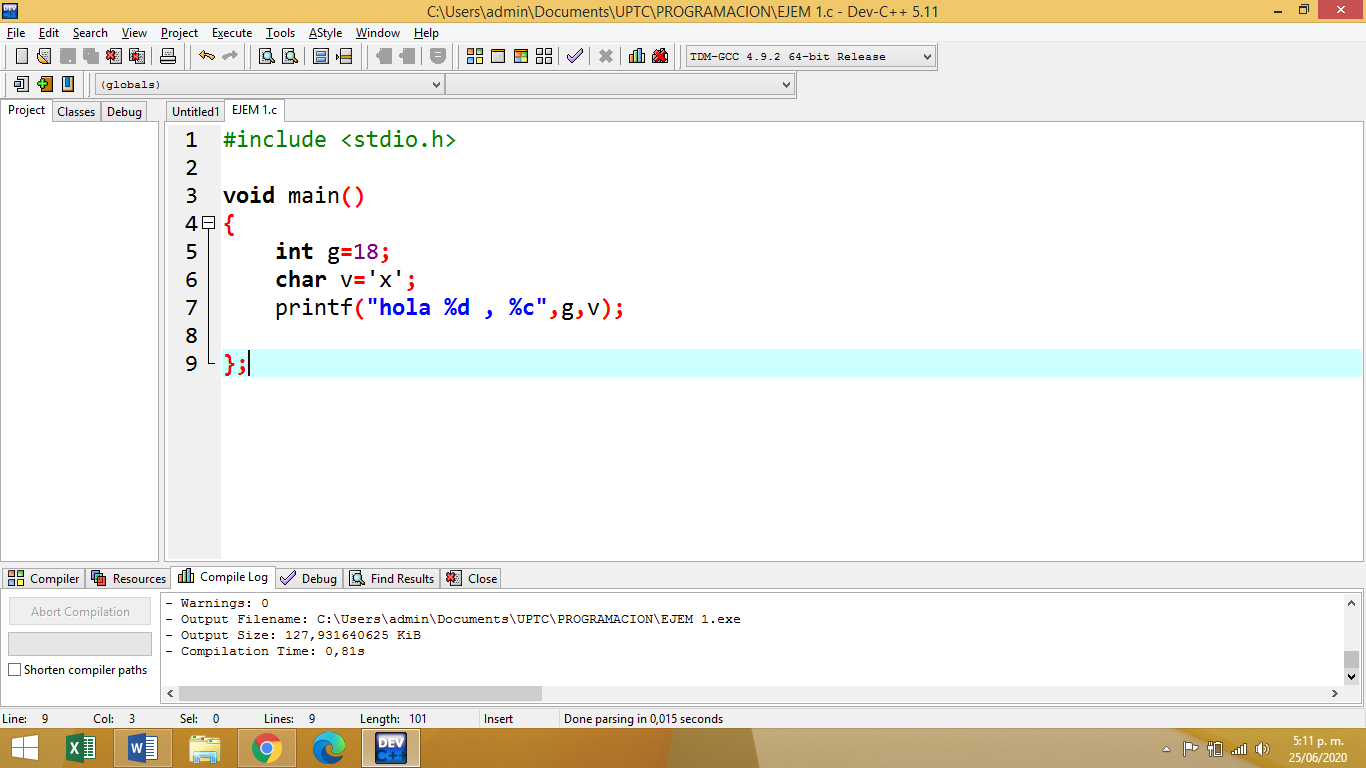 C:\Users\admin\Documents\UPTC\PROGRAMACION\EJEM 1.c - Dev-C++ 5.11
File Edit Search View Project Execute Tools AStyle Window Help
TDM-GCC 4.9.2 64-bit Release
(globals)
Project Classes Debug Untitled1 EJEM 1.c
1 #include <stdio.h>
2
3 void main()
4 {
5 int g=18;
6 char v='x';
7 printf("hola %d , %c",g,v);
8
9 };
Compiler Resources Compile Log Debug Find Results Close
Abort Compilation
Shorten compiler paths
- Warnings: 0
- Output Filename: C:\Users\admin\Documents\UPTC\PROGRAMACION\EJEM 1.exe
- Output Size: 127,931640625 KiB
- Compilation Time: 0,81s
Line: 9 Col: 3 Sel: 0 Lines: 9 Length: 101 Insert Done parsing in 0,015 seconds
5:11 p. m.
25/06/2020